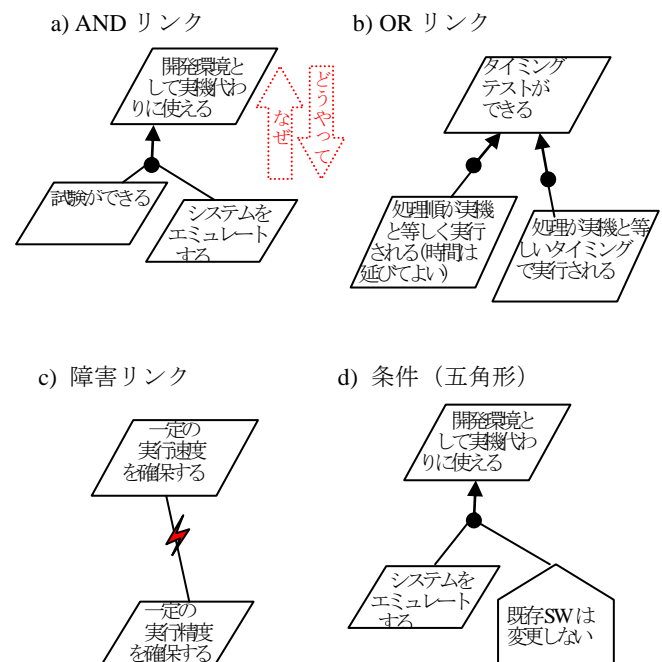 a) AND リンク
b) OR リンク
開発環境と
して実機代わ
りに使える
なぜ
どうやって
試験ができる
システムを
エミュレート
する
タイミング
テストが
できる
処理順が実機
と等しく実行
される(時間は
延びてよい)
処理が実機と等
しいタイミング
で実行される
c) 障害リンク
d) 条件（五角形）
一定の
実行速度
を確保する
一定の
実行精度
を確保する
開発環境と
して実機代わ
りに使える
システムを
エミュレート
する
既存SWは
変更しない